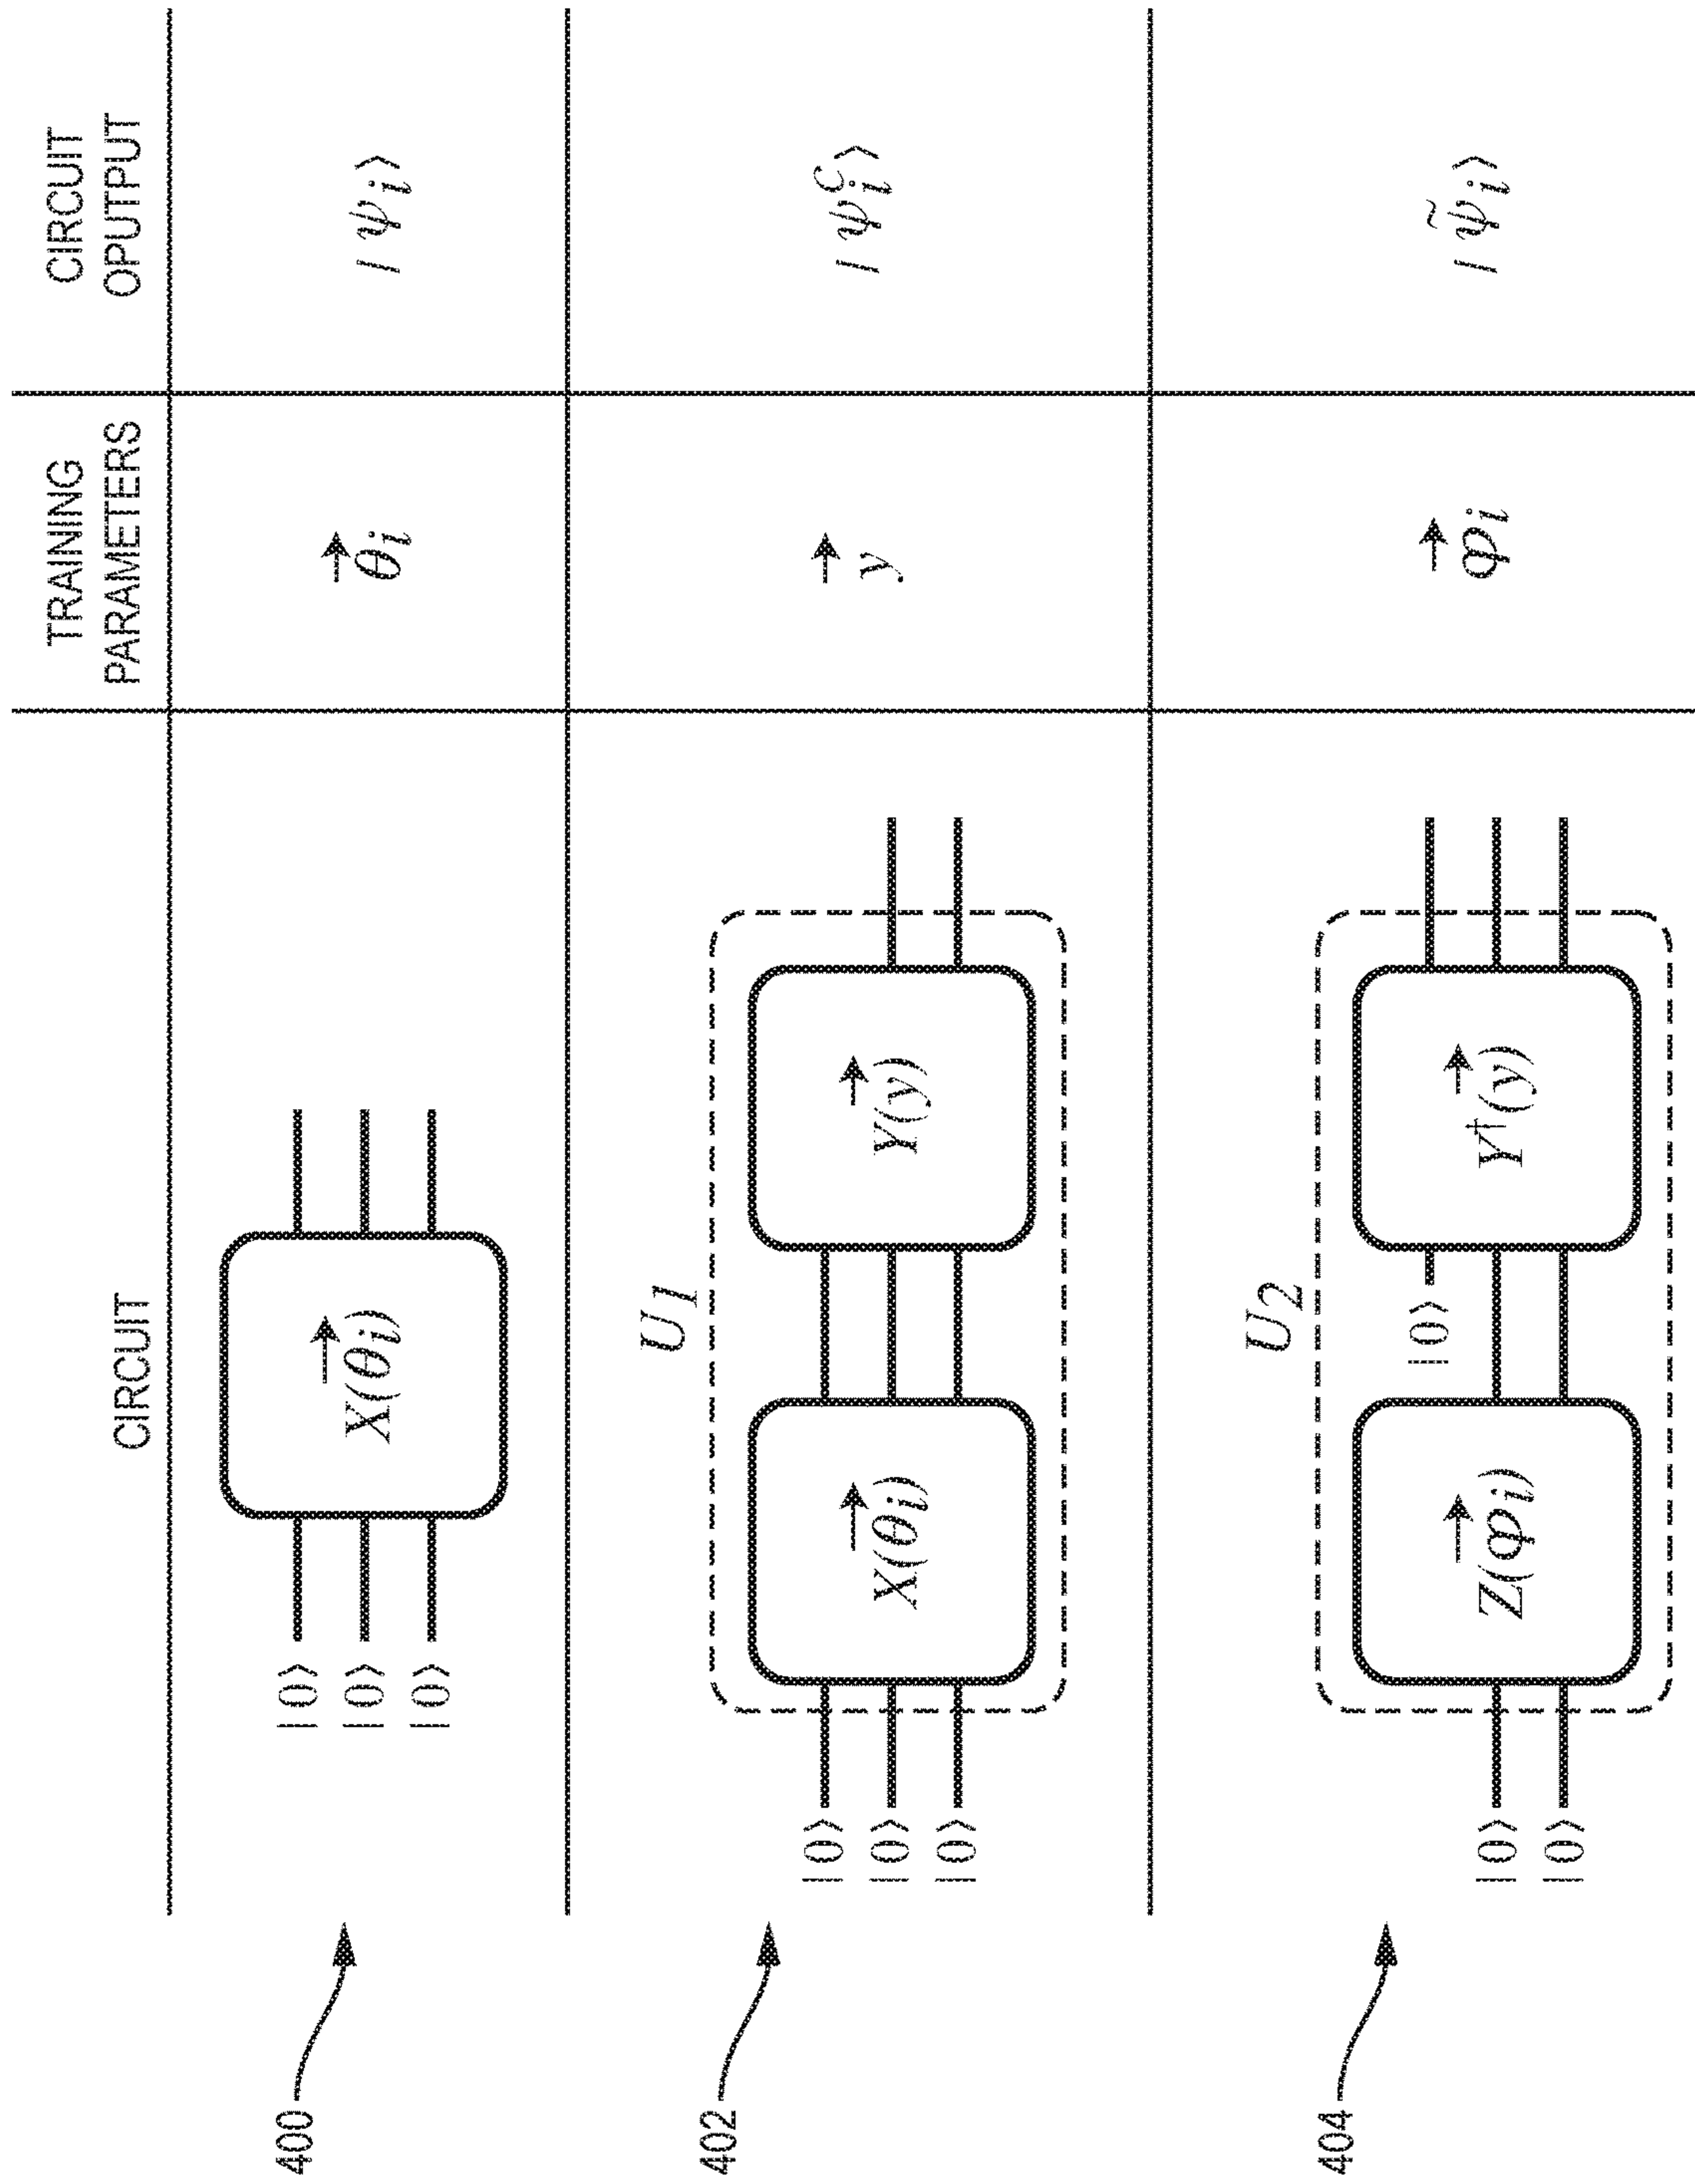 CIRCUIT
TRAINING
PARAMETERS
CIRCUIT
OPUTPUT
400
|0⟩
|0⟩
|0⟩
X(θ⃗i)
θ⃗i
|ψi⟩
402
U1
|0⟩
|0⟩
|0⟩
X(θ⃗i)
Y(y⃗)
y⃗
|ψiC⟩
404
U2
|0⟩
|0⟩
Z(φ⃗i)
|0⟩
Y†(y⃗)
φ⃗i
|ψ̃i⟩